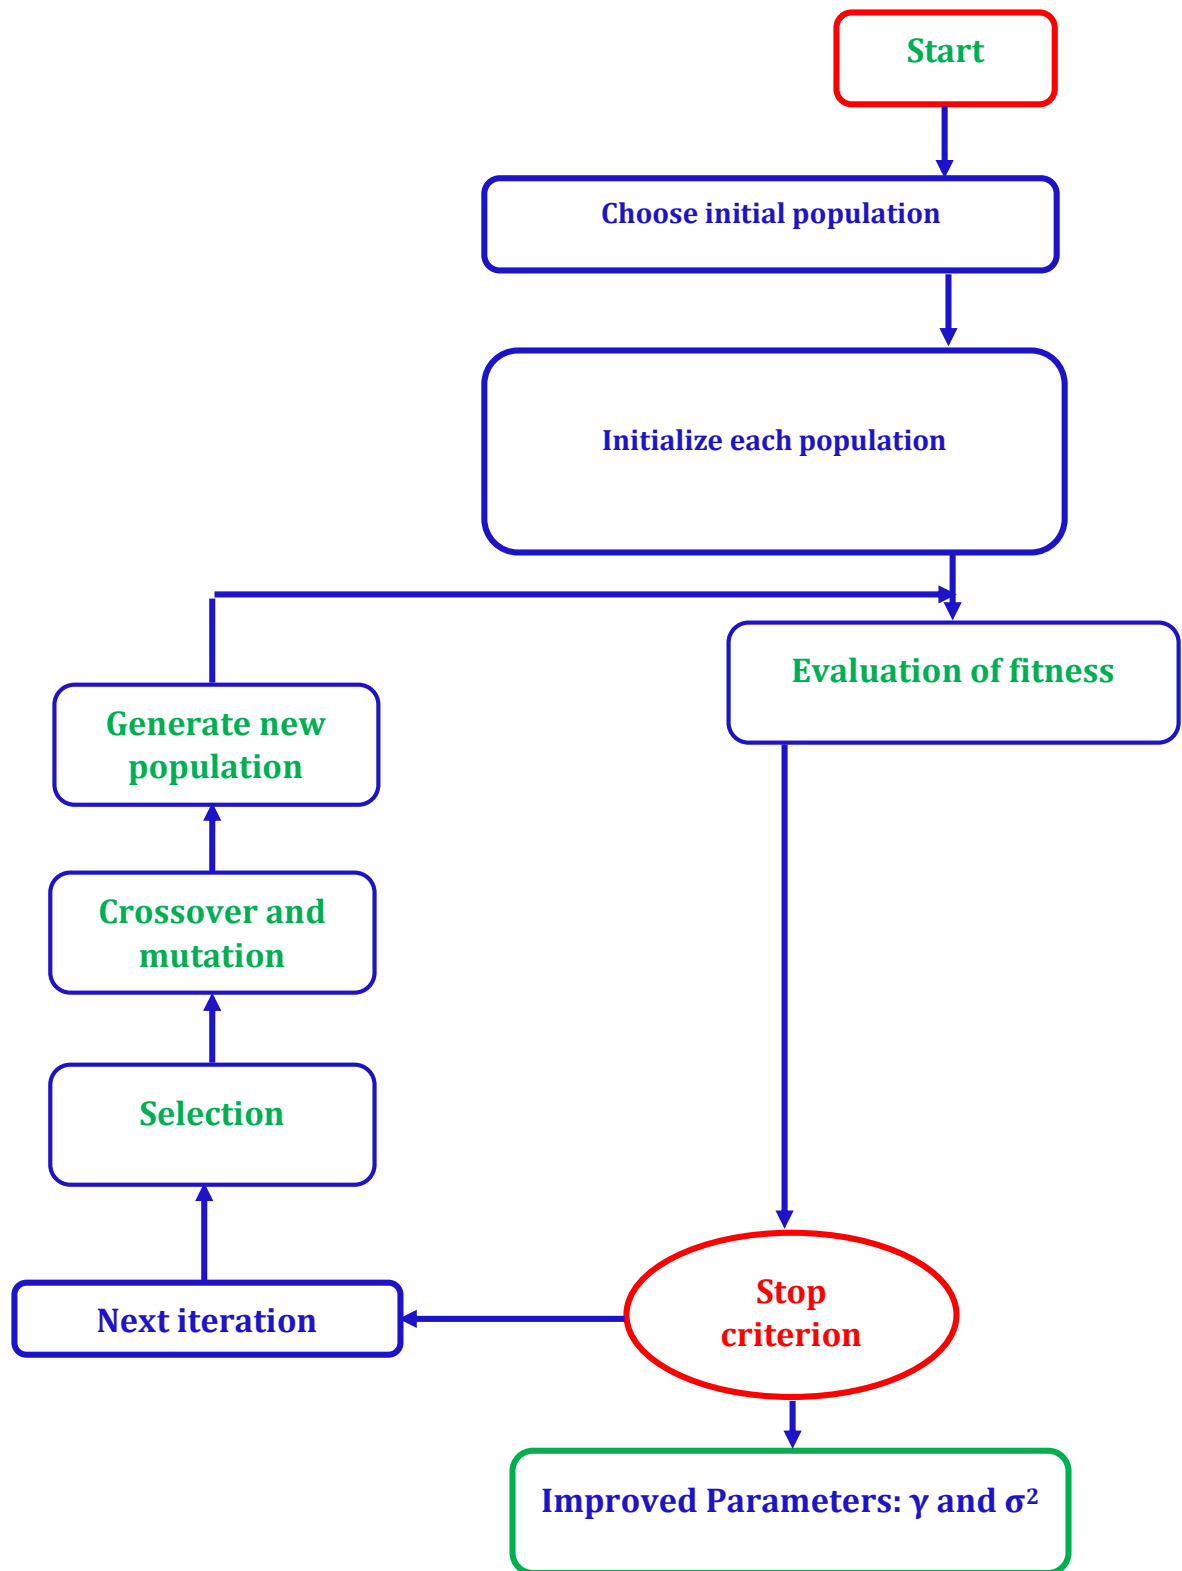 Start
Choose initial population
Initialize each population
Evaluation of fitness
Generate new
population
Crossover and
mutation
Selection
Next iteration
Stop
criterion
Improved Parameters: γ and σ²